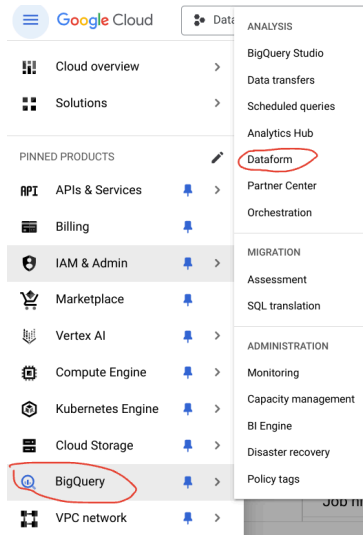 Google Cloud
Data
Cloud overview
Solutions
PINNED PRODUCTS
API APIs & Services
Billing
IAM & Admin
Marketplace
Vertex AI
Compute Engine
Kubernetes Engine
Cloud Storage
BigQuery
VPC network
ANALYSIS
BigQuery Studio
Data transfers
Scheduled queries
Analytics Hub
Dataform
Partner Center
Orchestration
MIGRATION
Assessment
SQL translation
ADMINISTRATION
Monitoring
Capacity management
BI Engine
Disaster recovery
Policy tags